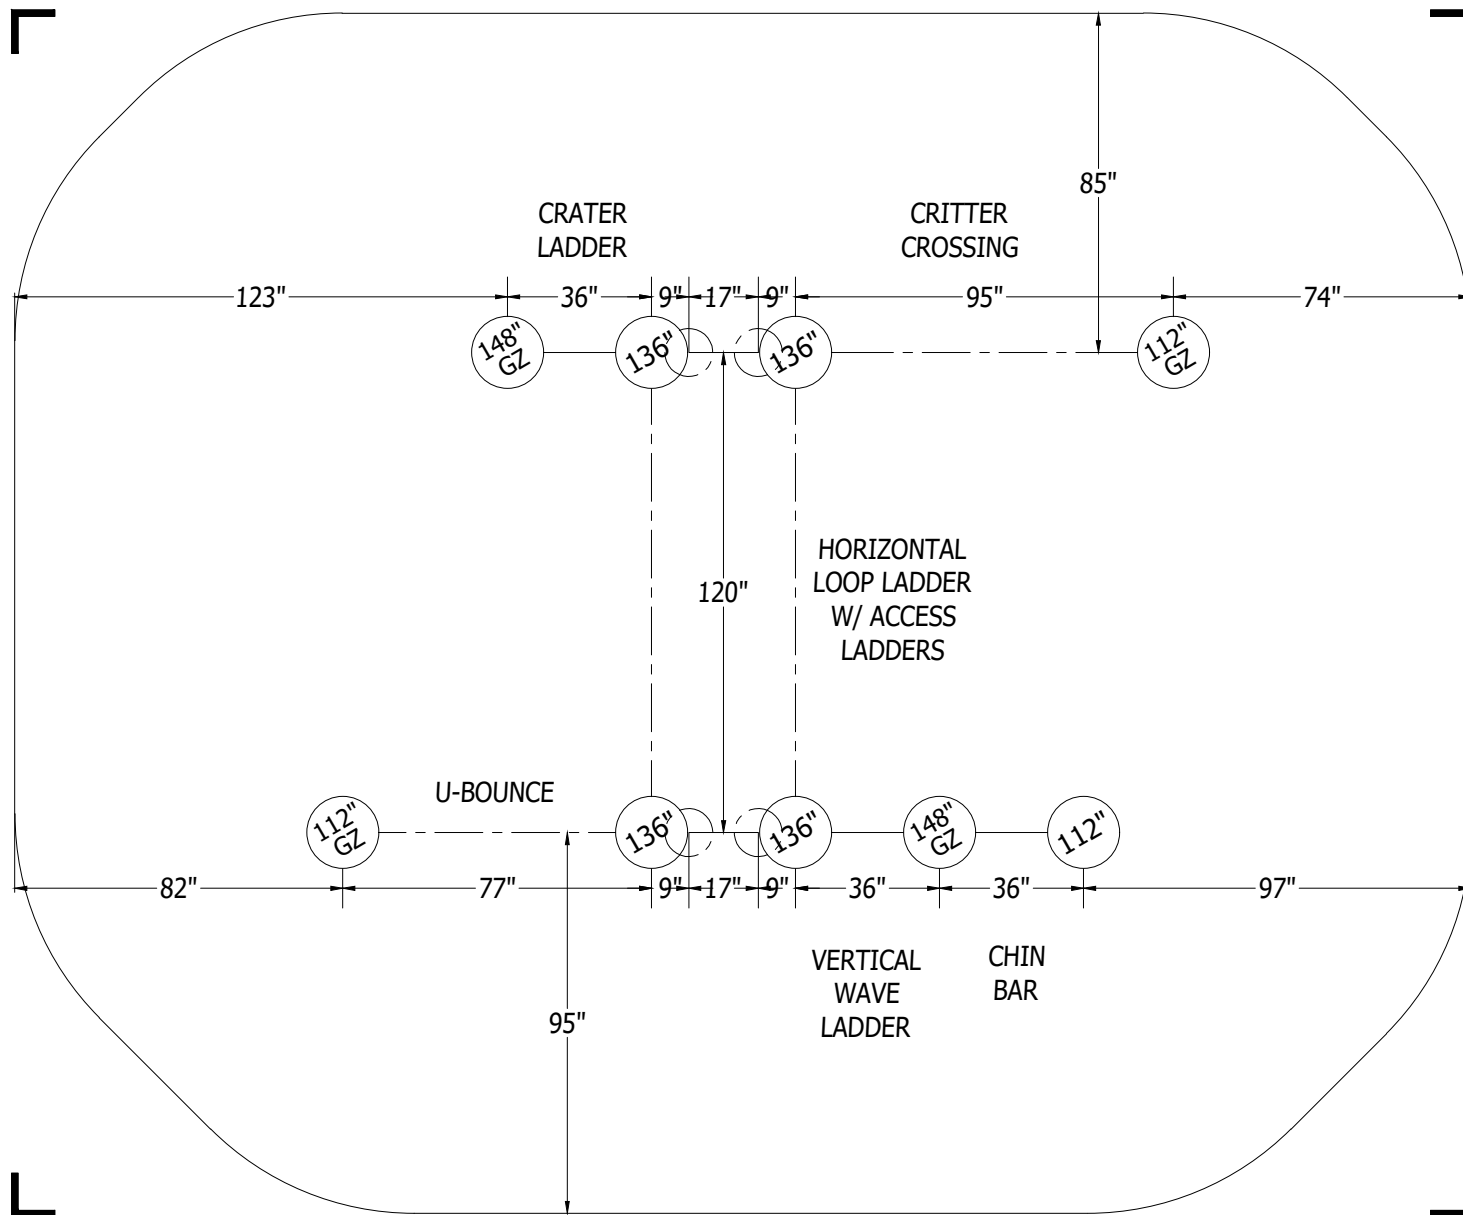 85"
CRATER
LADDER
CRITTER
CROSSING
123"
36"
9"
17"
9"
95"
74"
148"
GZ
136"
136"
112"
GZ
HORIZONTAL
LOOP LADDER
W/ ACCESS
LADDERS
120"
U-BOUNCE
112"
GZ
136"
136"
148"
GZ
112"
82"
77"
9"
17"
9"
36"
36"
97"
VERTICAL
WAVE
LADDER
CHIN
BAR
95"